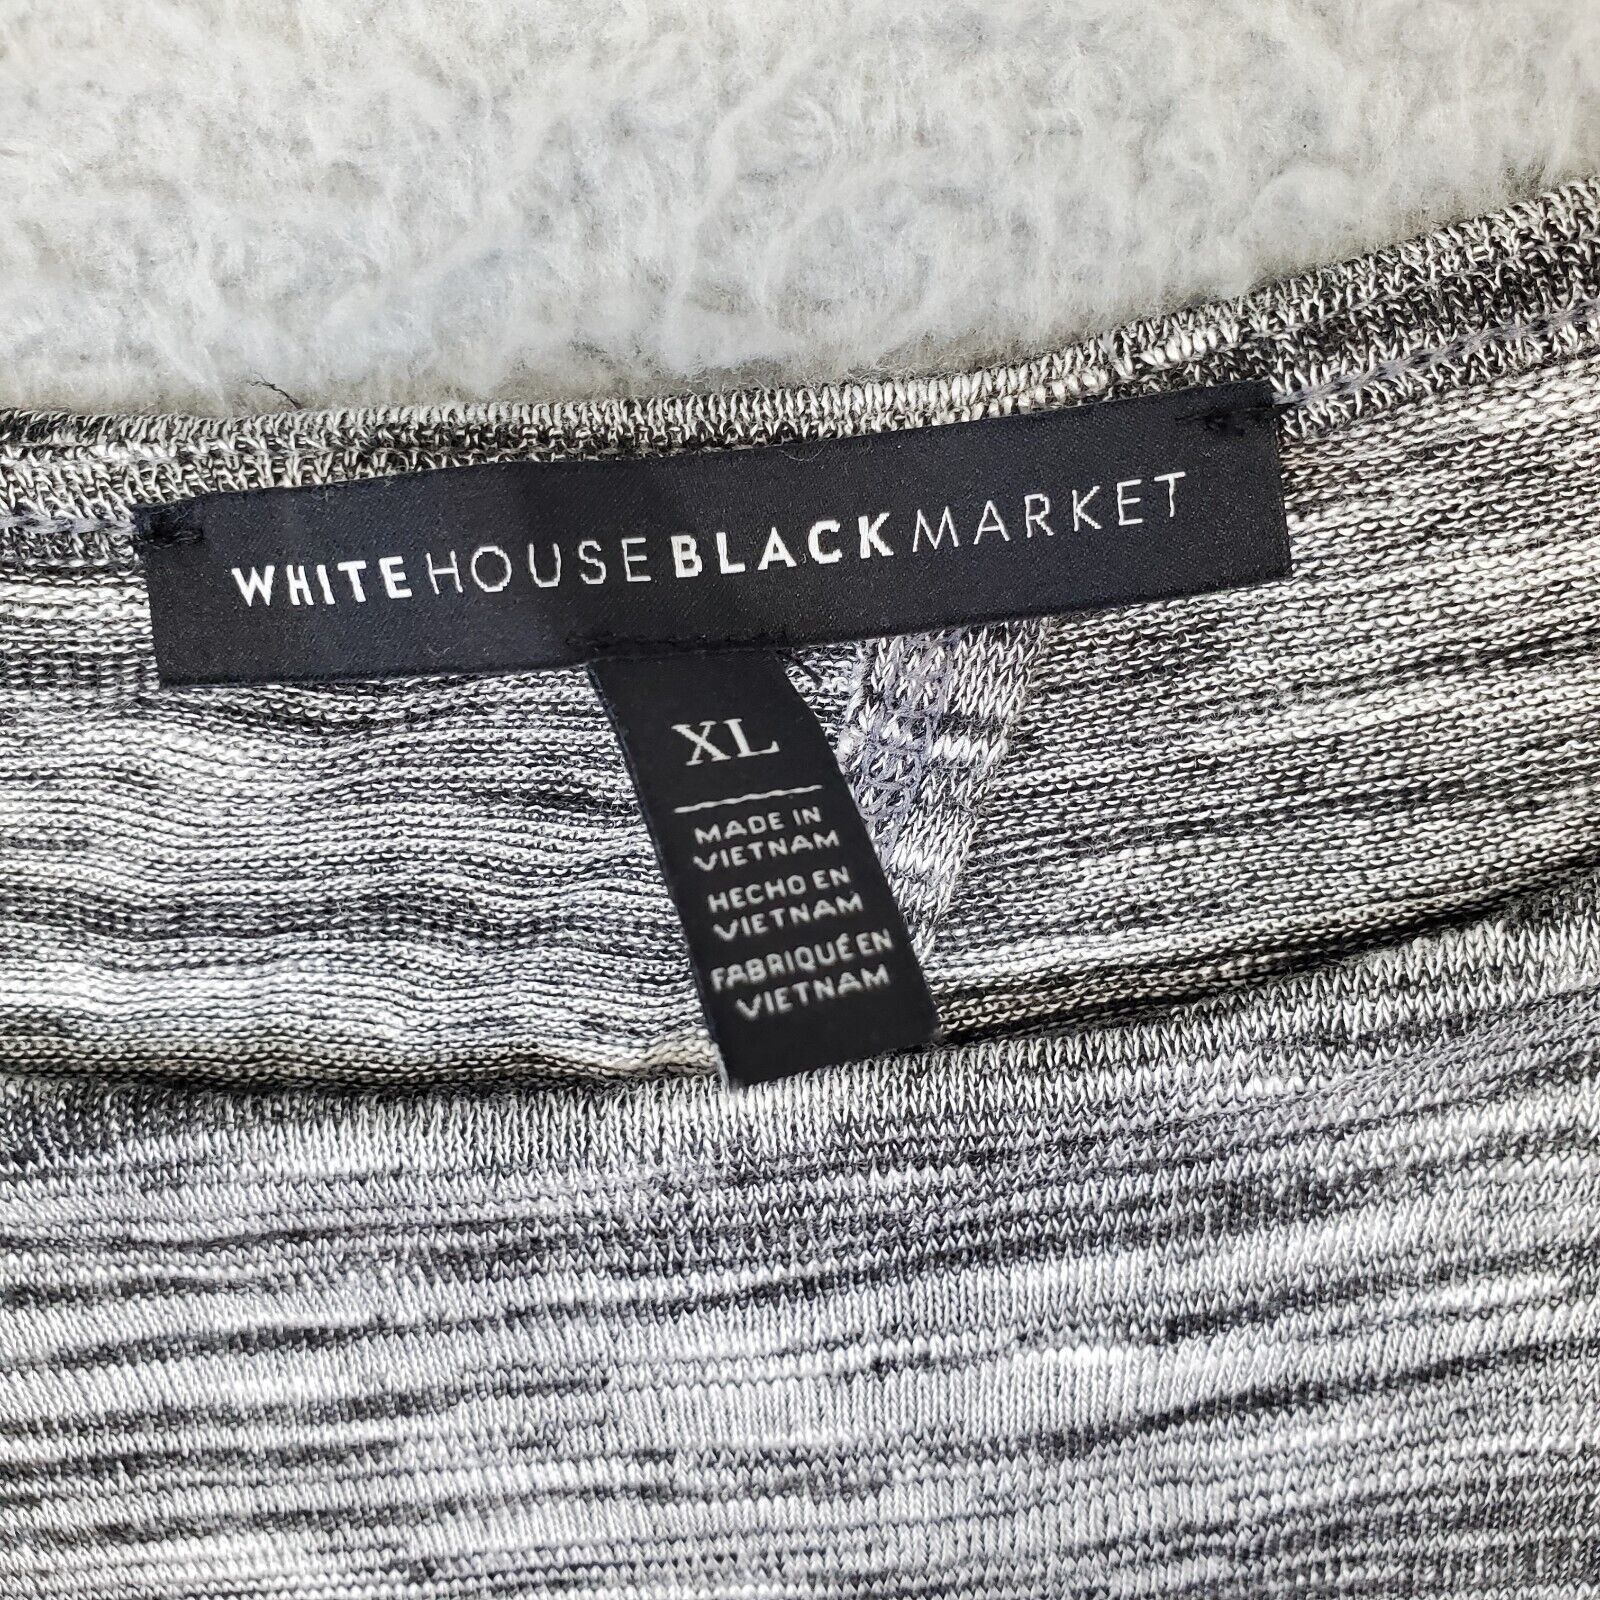 WHITEHOUSEBLACKMARKET
XL
MADE IN
VIETNAM
HECHO EN
VIETNAM
FABRIQUÉ EN
VIETNAM